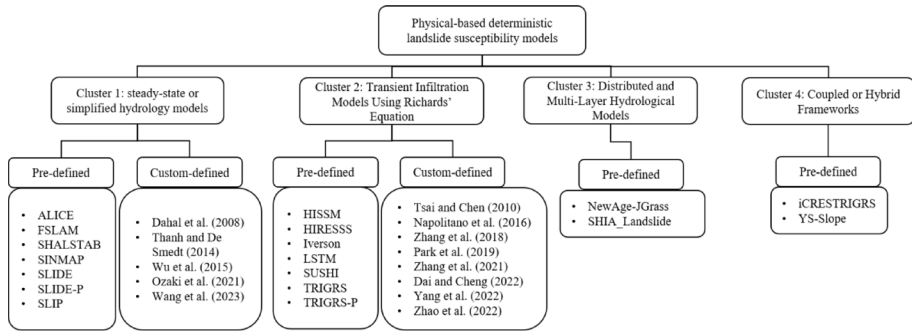 Physical-based deterministic
landslide susceptibility models
Cluster 1: steady-state or
simplified hydrology models
Cluster 2: Transient Infiltration
Models Using Richards'
Equation
Cluster 3: Distributed and
Multi-Layer Hydrological
Models
Cluster 4: Coupled or Hybrid
Frameworks
Pre-defined
Custom-defined
Pre-defined
Custom-defined
Pre-defined
Pre-defined
ALICE
FSLAM
SHALSTAB
SINMAP
SLIDE
SLIDE-P
SLIP
Dahal et al. (2008)
Thanh and De
Smedt (2014)
Wu et al. (2015)
Ozaki et al. (2021)
Wang et al. (2023)
HISSM
HIRESSS
Iverson
LSTM
SUSHI
TRIGRS
TRIGRS-P
Tsai and Chen (2010)
Napolitano et al. (2016)
Zhang et al. (2018)
Park et al. (2019)
Zhang et al. (2021)
Dai and Cheng (2022)
Yang et al. (2022)
Zhao et al. (2022)
NewAge-JGrass
SHIA_Landslide
iCRESTRIGRS
YS-Slope